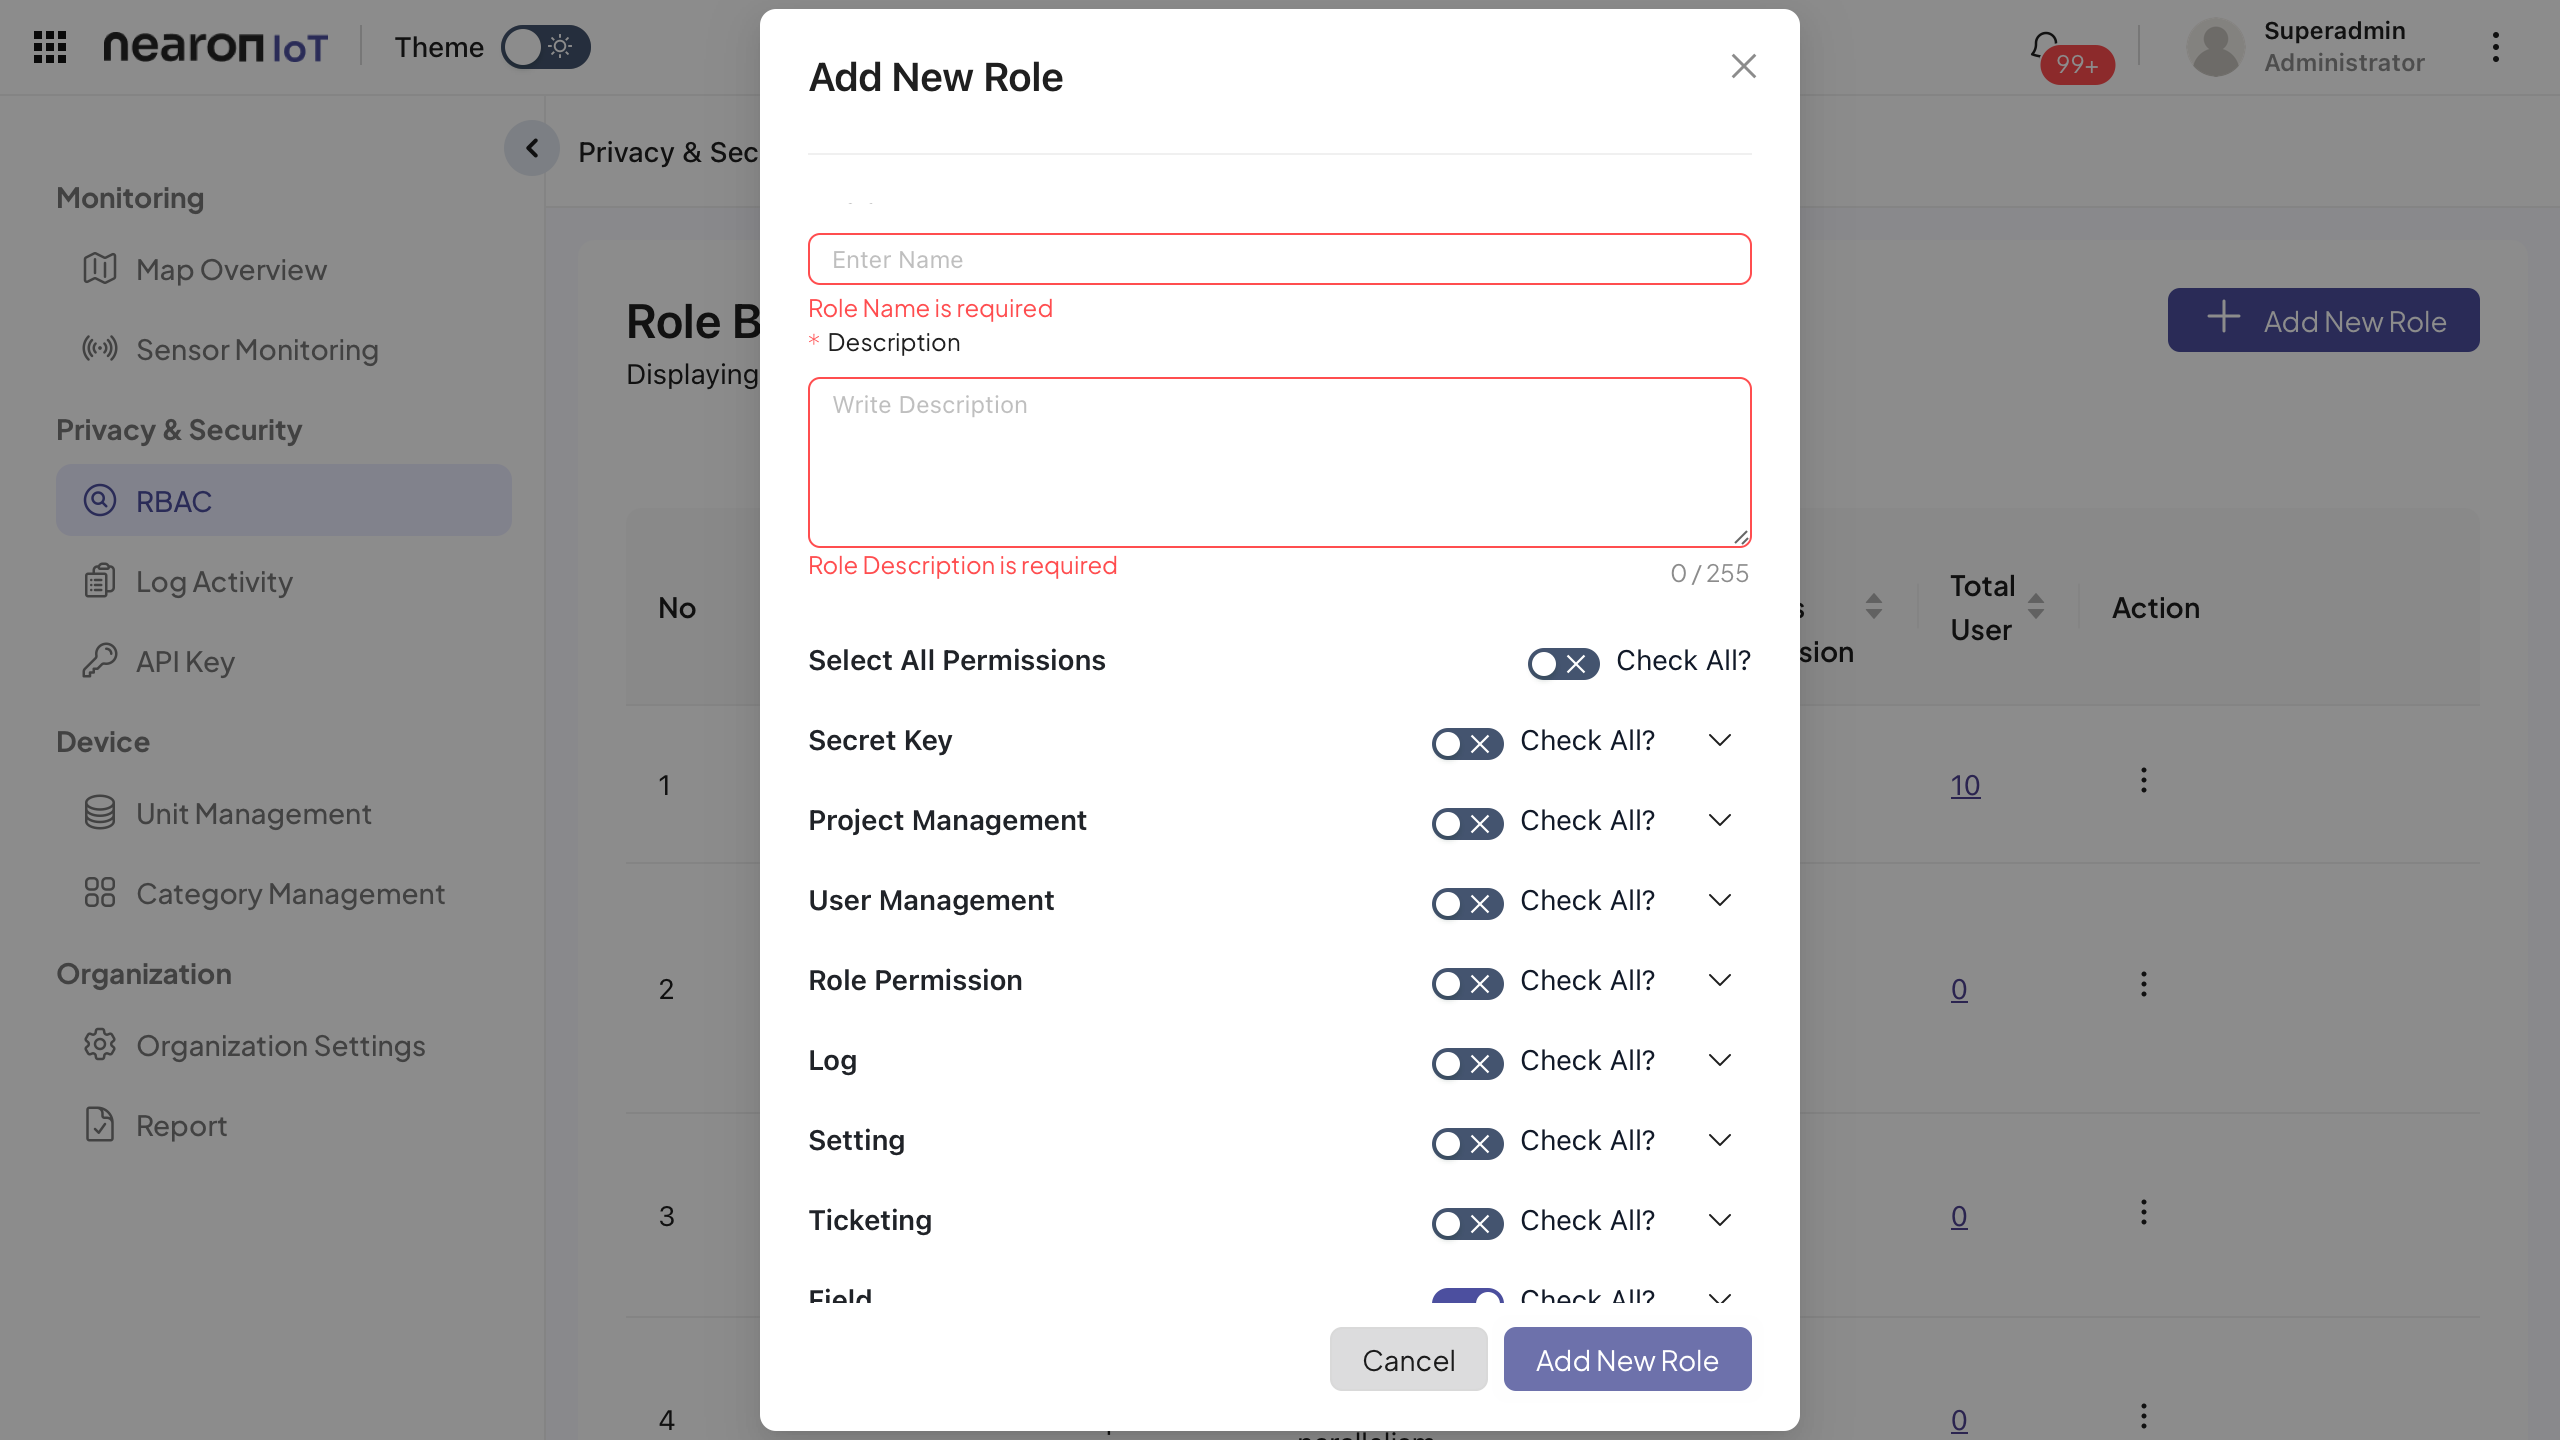 nearon IoT
Theme
99+
Superadmin
Administrator
Monitoring
Map Overview
Sensor Monitoring
Privacy & Security
RBAC
Log Activity
API Key
Device
Unit Management
Category Management
Organization
Organization Settings
Report
Privacy & Sec
Role B
Displaying
Add New Role
No
sion
Total
User
Action
1
10
2
0
3
0
4
0
Add New Role
Enter Name
Role Name is required
* Description
Write Description
Role Description is required
0 / 255
Select All Permissions Check All?
Secret Key Check All?
Project Management Check All?
User Management Check All?
Role Permission Check All?
Log Check All?
Setting Check All?
Ticketing Check All?
Field Check All?
Cancel
Add New Role